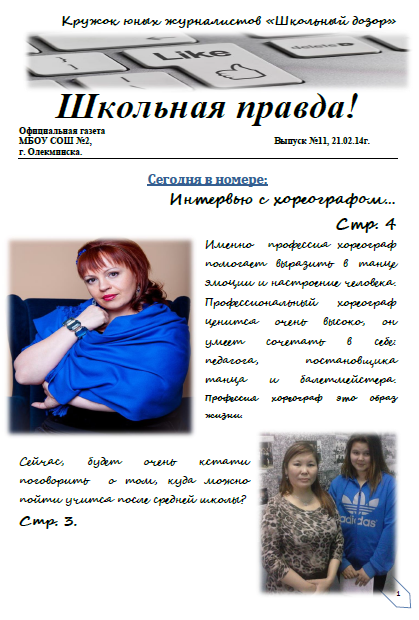 Кружок юных журналистов «Школьный дозор»
Like
delete
Школьная правда!
Официальная газета
МБОУ СОШ №2,
г. Олекминска.
Выпуск №11, 21.02.14г.
Сегодня в номере:
Интервью с хореографом...
Стр. 4
Именно профессия хореограф
помогает выразить в танце
эмоции и настроение человека.
Профессиональный хореограф
ценится очень высоко, он
умеет сочетать в себе:
педагога, постановщика
танца и балетмейстера.
Профессия хореограф это образ
жизни.
Сейчас, будет очень кстати
поговорить о том, куда можно
пойти учится после средней школы?
Стр. 3.
adidas
1